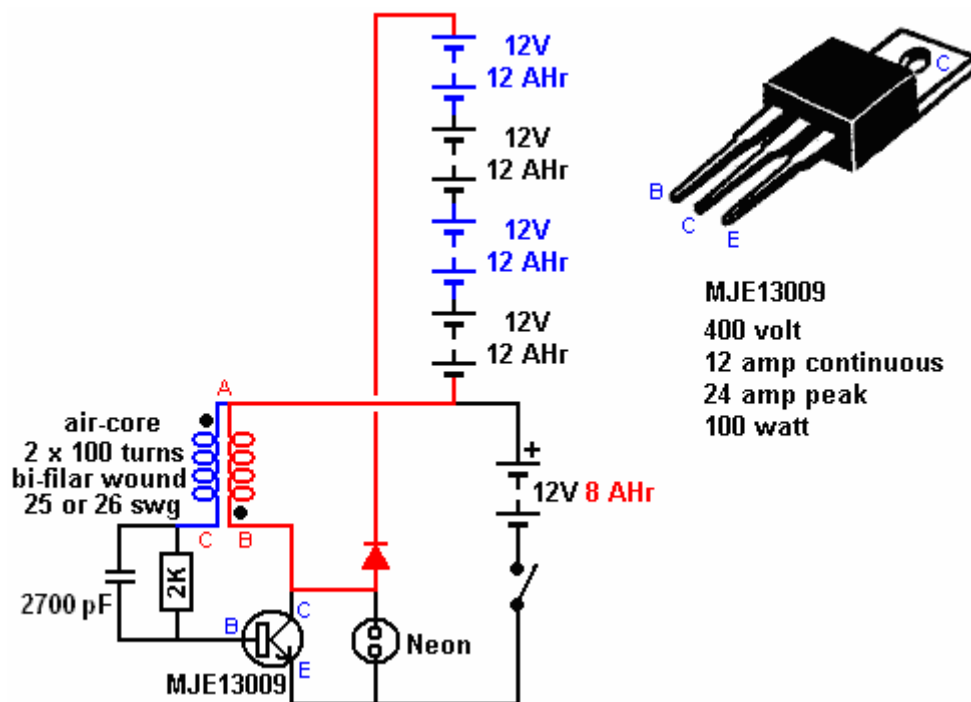 12V
12 AHr
12V
12 AHr
12V
12 AHr
12V
12 AHr
C
B
C
E
MJE13009
400 volt
12 amp continuous
24 amp peak
100 watt
A
air-core
2 x 100 turns
bi-filar wound
25 or 26 swg
C
B
+
12V 8 AHr
2700 pF
2K
B
C
E
MJE13009
Neon